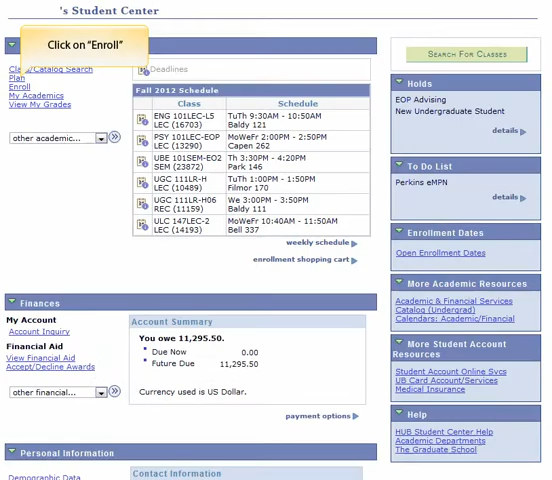 's Student Center
Click on "Enroll"
Search
Plan
Enroll
My Academics
View My Grades
other academic...
Deadlines
Fall 2012 Schedule
Class Schedule
ENG 101LEC-L5 TuTh 9:30AM - 10:50AM
LEC (16703) Baldy 121
PSY 101LEC-EOP MoWeFr 2:00PM - 2:50PM
LEC (13290) Capen 262
UBE 101SEM-EO2 Th 3:30PM - 4:20PM
SEM (23872) Park 146
UGC 111LR-H TuTh 1:00PM - 1:50PM
LEC (10489) Filmor 170
UGC 111LR-H06 We 3:00PM - 3:50PM
REC (11159) Baldy 111
ULC 147LEC-2 MoWeFr 10:40AM - 11:50AM
LEC (14193) Bell 337
weekly schedule
enrollment shopping cart
Finances
My Account
Account Inquiry
Financial Aid
View Financial Aid
Accept/Decline Awards
other financial...
Account Summary
You owe 11,295.50.
Due Now 0.00
Future Due 11,295.50
Currency used is US Dollar.
payment options
Personal Information
Demographic Data
Contact Information
Search For Classes
Holds
EOP Advising
New Undergraduate Student
details
To Do List
Perkins eMPN
details
Enrollment Dates
Open Enrollment Dates
More Academic Resources
Academic & Financial Services
Catalog (Undergrad)
Calendars: Academic/Financial
More Student Account
Resources
Student Account Online Svcs
UB Card Account/Services
Medical Insurance
Help
HUB Student Center Help
Academic Departments
The Graduate School